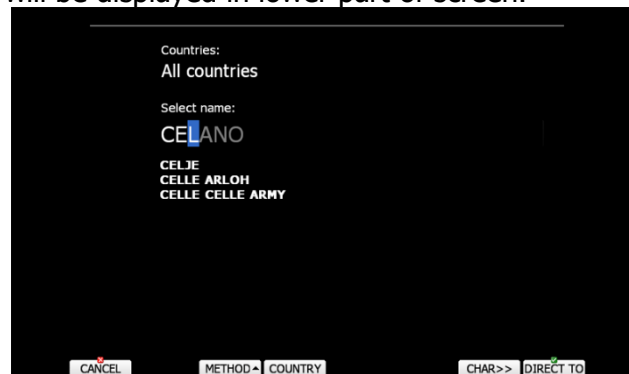 will be displayed in lower part of screen.
Countries:
All countries
Select name:
CELANO
CELJE
CELLE ARLOH
CELLE CELLE ARMY
CANCEL METHOD COUNTRY CHAR>> DIRECT TO